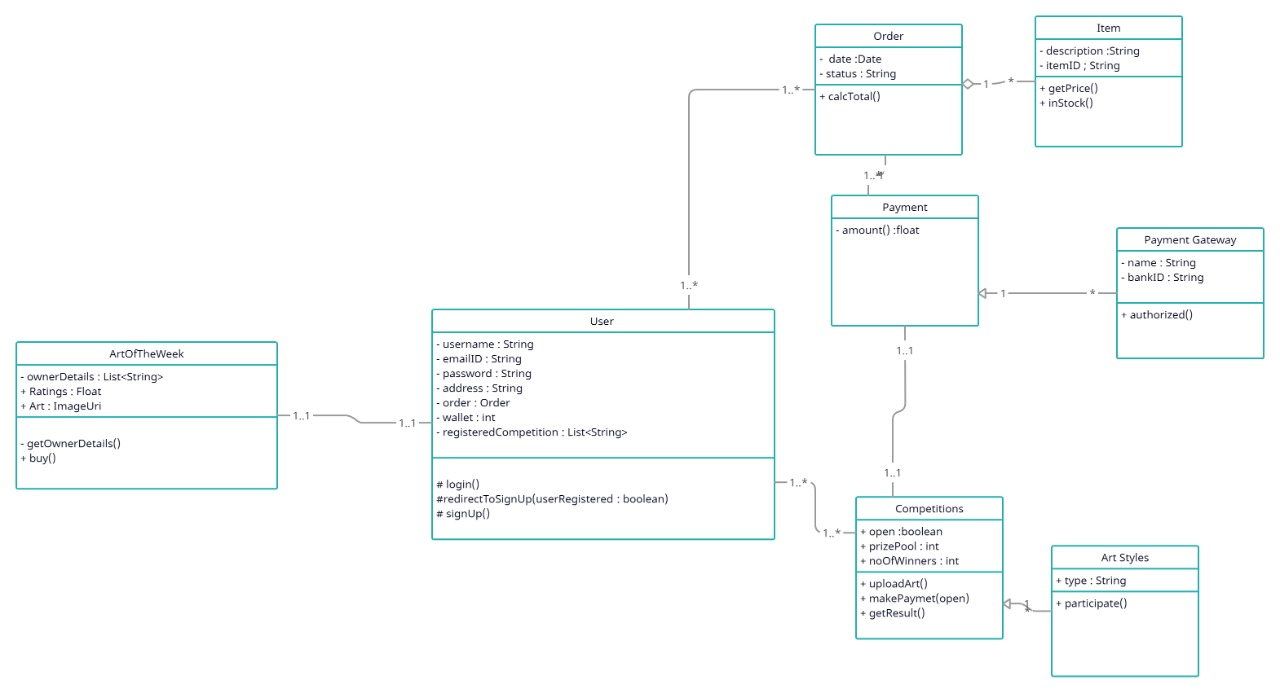 Order
- date :Date
- status : String
+ calcTotal()
1
*
Item
- description :String
- itemID ; String
+ getPrice()
+ inStock()
1..*
1..*
Payment
- amount() :float
1
*
Payment Gateway
- name : String
- bankID : String
+ authorized()
1..*
User
- username : String
- emailID : String
- password : String
- address : String
- order : Order
- wallet : int
- registeredCompetition : List<String>
# login()
#redirectToSignUp(userRegistered : boolean)
# signUp()
ArtOfTheWeek
- ownerDetails : List<String>
+ Ratings : Float
+ Art : ImageUri
- getOwnerDetails()
+ buy()
1..1
1..1
1..1
1..1
1..*
1..*
Competitions
+ open :boolean
+ prizePool : int
+ noOfWinners : int
+ uploadArt()
+ makePaymet(open)
+ getResult()
1
*
Art Styles
+ type : String
+ participate()